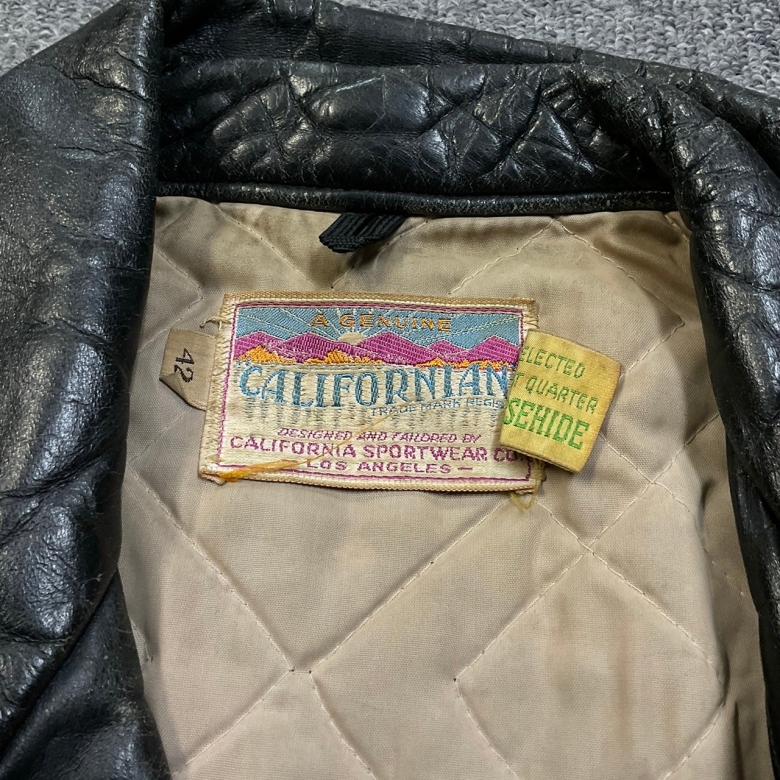 A GENUINE
CALIFORNIAN
TRADE MARK REGIS
DESIGNED AND TAILORED BY
CALIFORNIA SPORTWEAR CO
— LOS ANGELES —
42
ELECTED
T QUARTER
SEHIDE